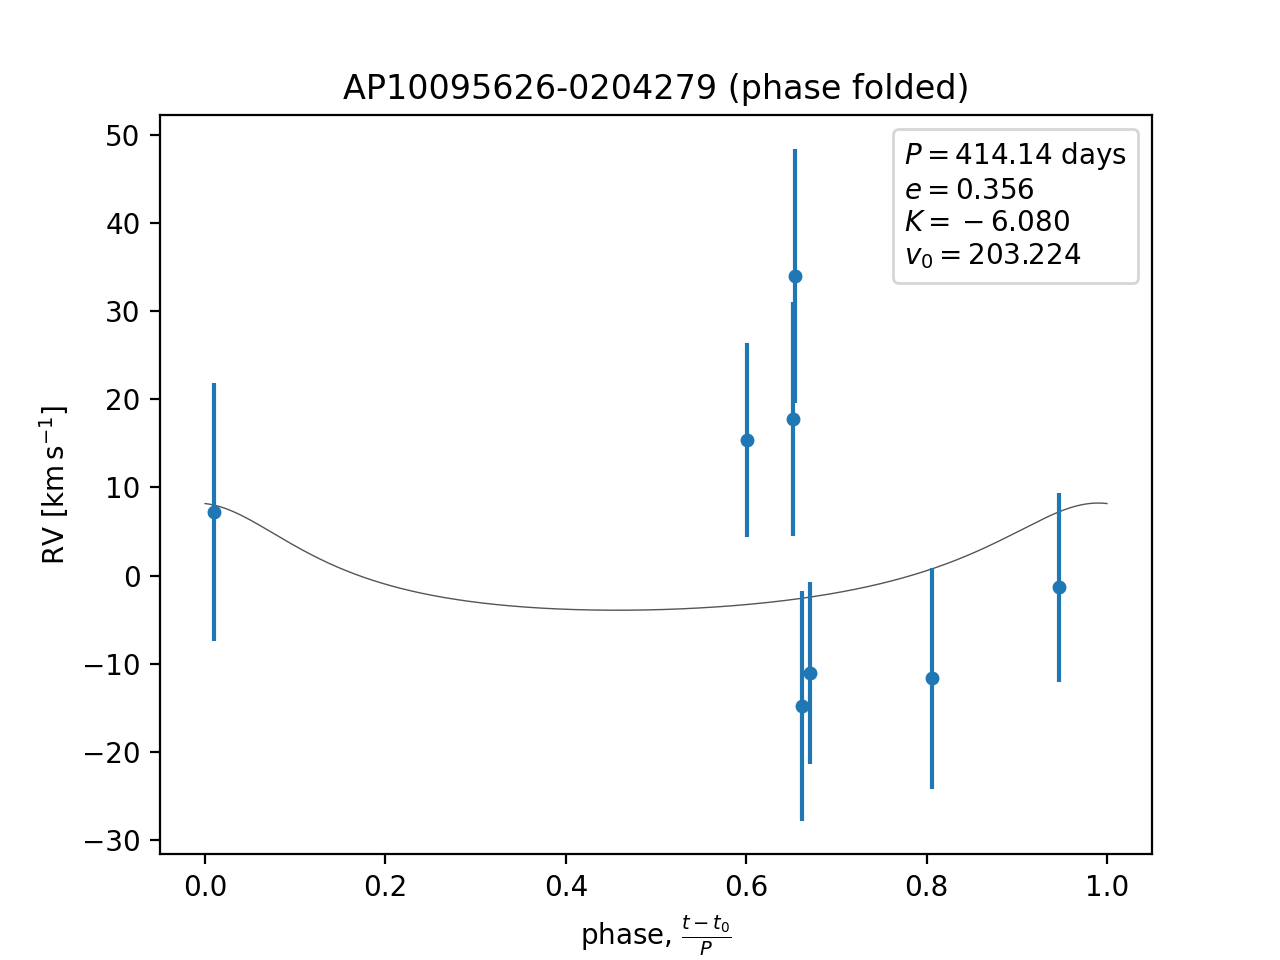 AP10095626-0204279 (phase folded)
P = 414.14 days
e = 0.356
K = −6.080
v₀ = 203.224
50
40
30
20
10
0
−10
−20
−30
RV [km s⁻¹]
0.0 0.2 0.4 0.6 0.8 1.0
phase, (t − t₀)/P